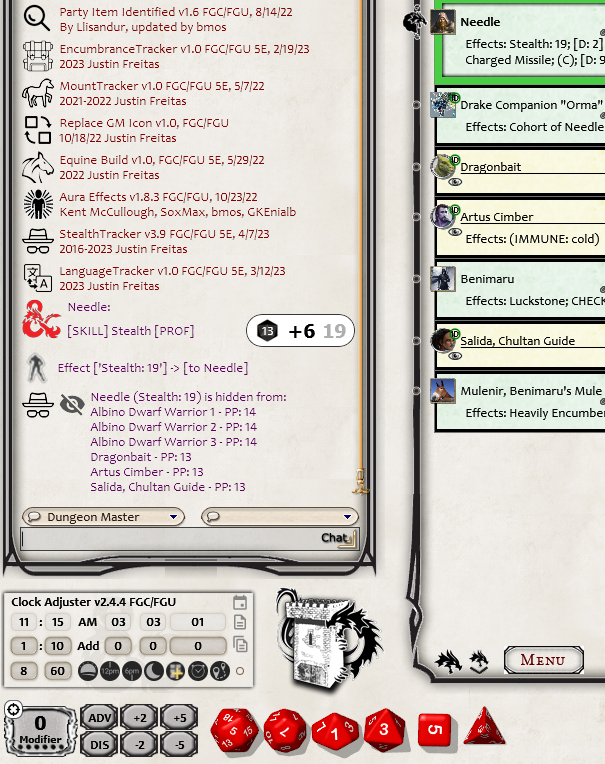 Party Item Identified v1.6 FGC/FGU, 8/14/22
By Llisandur, updated by bmos
EncumbranceTracker v1.0 FGC/FGU 5E, 2/19/23
2023 Justin Freitas
MountTracker v1.0 FGC/FGU 5E, 5/7/22
2021-2022 Justin Freitas
Replace GM Icon v1.0, FGC/FGU
10/18/22 Justin Freitas
Equine Build v1.0, FGC/FGU 5E, 5/29/22
2022 Justin Freitas
Aura Effects v1.8.3 FGC/FGU, 10/23/22
Kent McCullough, SoxMax, bmos, GKEnialb
StealthTracker v3.9 FGC/FGU 5E, 4/7/23
2016-2023 Justin Freitas
LanguageTracker v1.0 FGC/FGU 5E, 3/12/23
2023 Justin Freitas
Needle:
[SKILL] Stealth [PROF]
13 +6 19
Effect ['Stealth: 19'] -> [to Needle]
Needle (Stealth: 19) is hidden from:
Albino Dwarf Warrior 1 - PP: 14
Albino Dwarf Warrior 2 - PP: 14
Albino Dwarf Warrior 3 - PP: 14
Dragonbait - PP: 13
Artus Cimber - PP: 13
Salida, Chultan Guide - PP: 13
Dungeon Master
Chat
Needle
Effects: Stealth: 19; [D: 2]
Charged Missile; (C); [D: 9
Drake Companion "Orma"
Effects: Cohort of Needle
Dragonbait
Artus Cimber
Effects: (IMMUNE: cold)
Benimaru
Effects: Luckstone; CHECK
Salida, Chultan Guide
Mulenir, Benimaru's Mule
Effects: Heavily Encumber
MENU
Clock Adjuster v2.4.4 FGC/FGU
11 : 15 AM 03 03 01
1 : 10 Add 0 0 0
8 60 12pm 6pm
0
Modifier
ADV +2 +5
DIS -2 -5
5
7
1
3
5